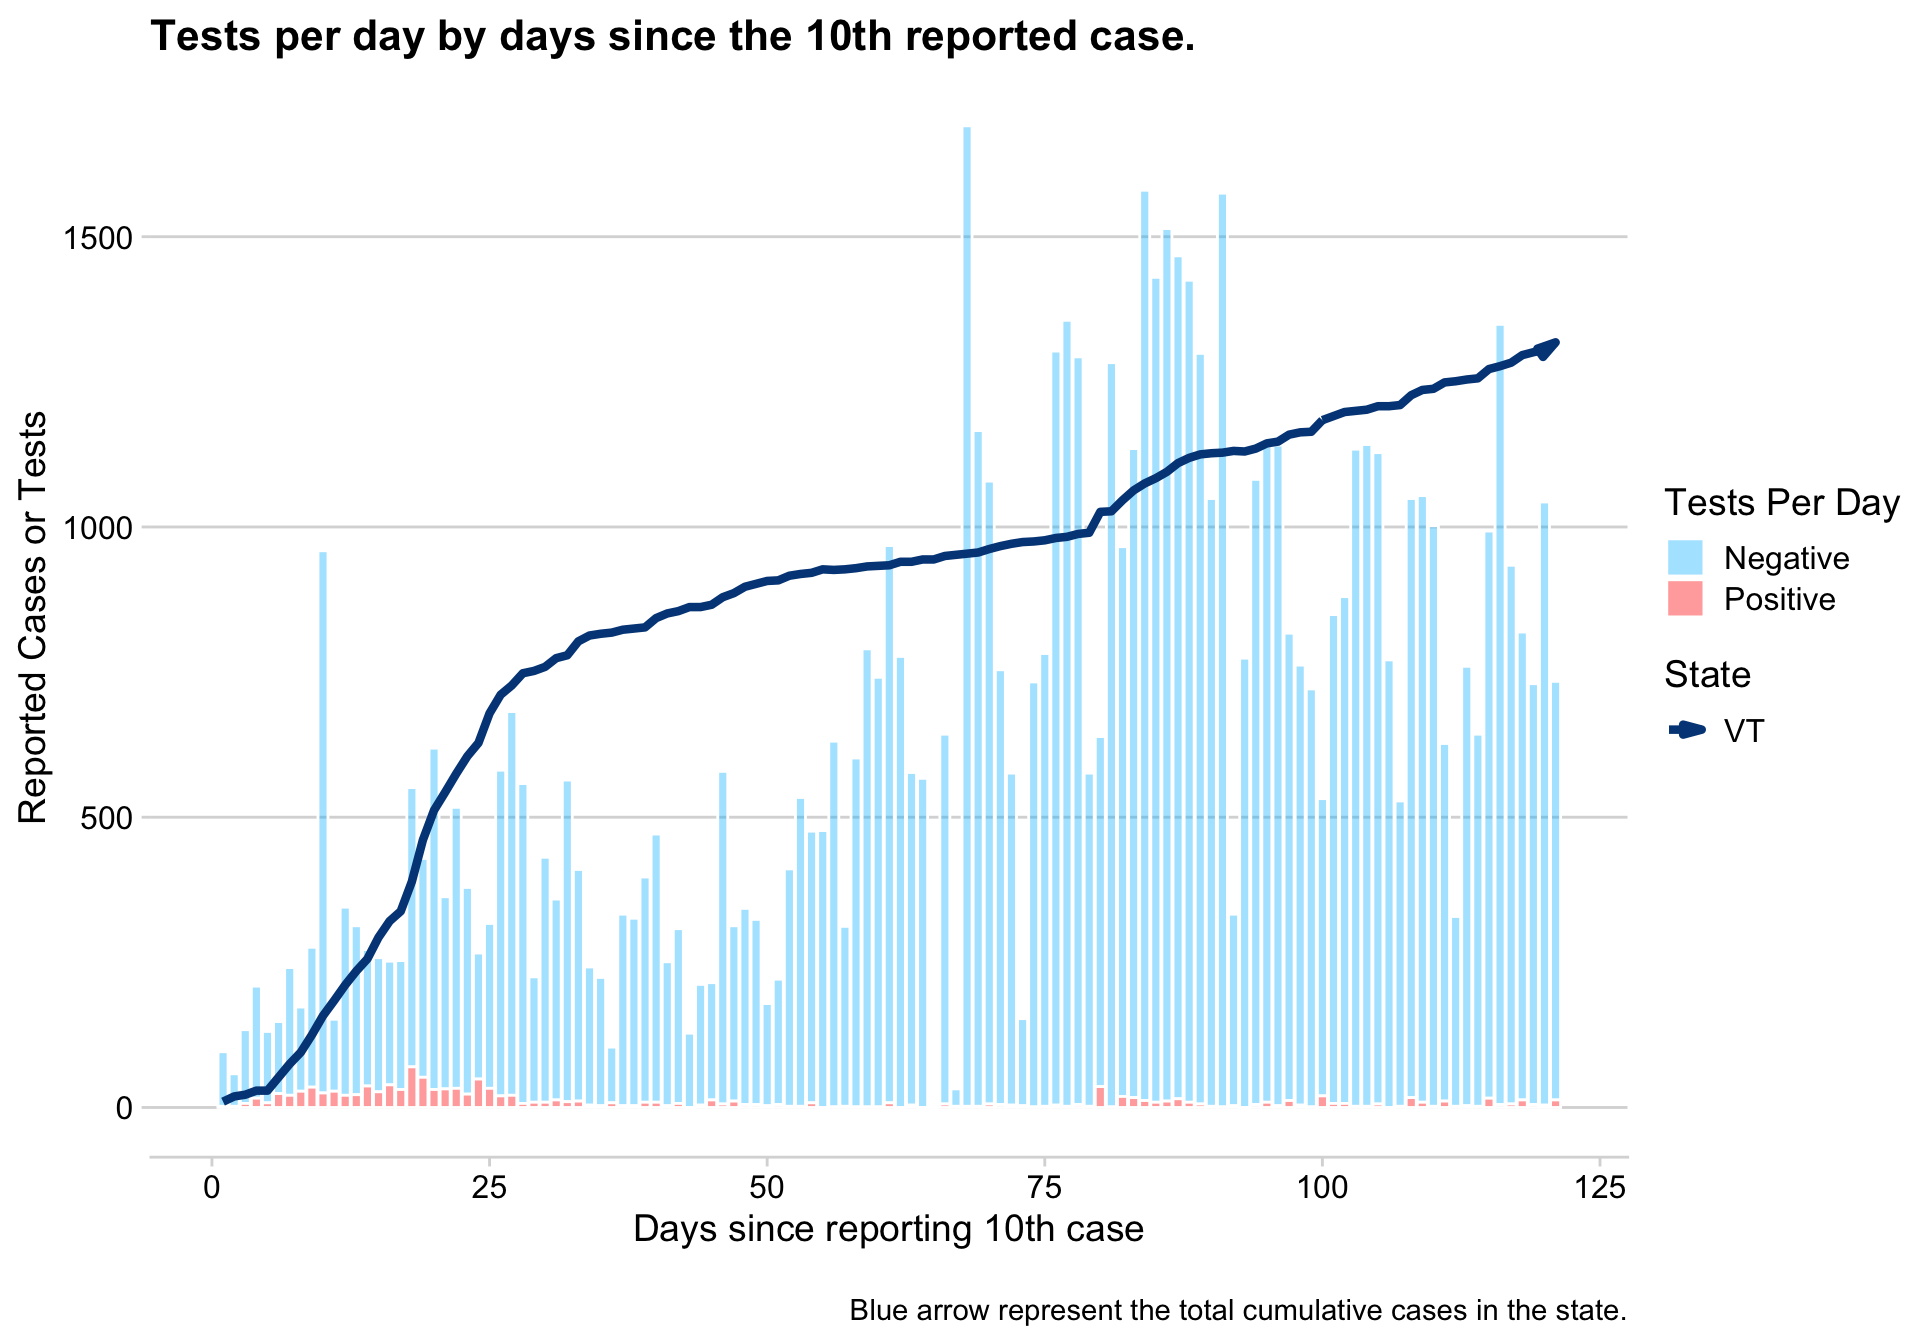 Tests per day by days since the 10th reported case.
1500
1000
500
0
Reported Cases or Tests
0 25 50 75 100 125
Days since reporting 10th case
Tests Per Day
Negative
Positive
State
VT
Blue arrow represent the total cumulative cases in the state.